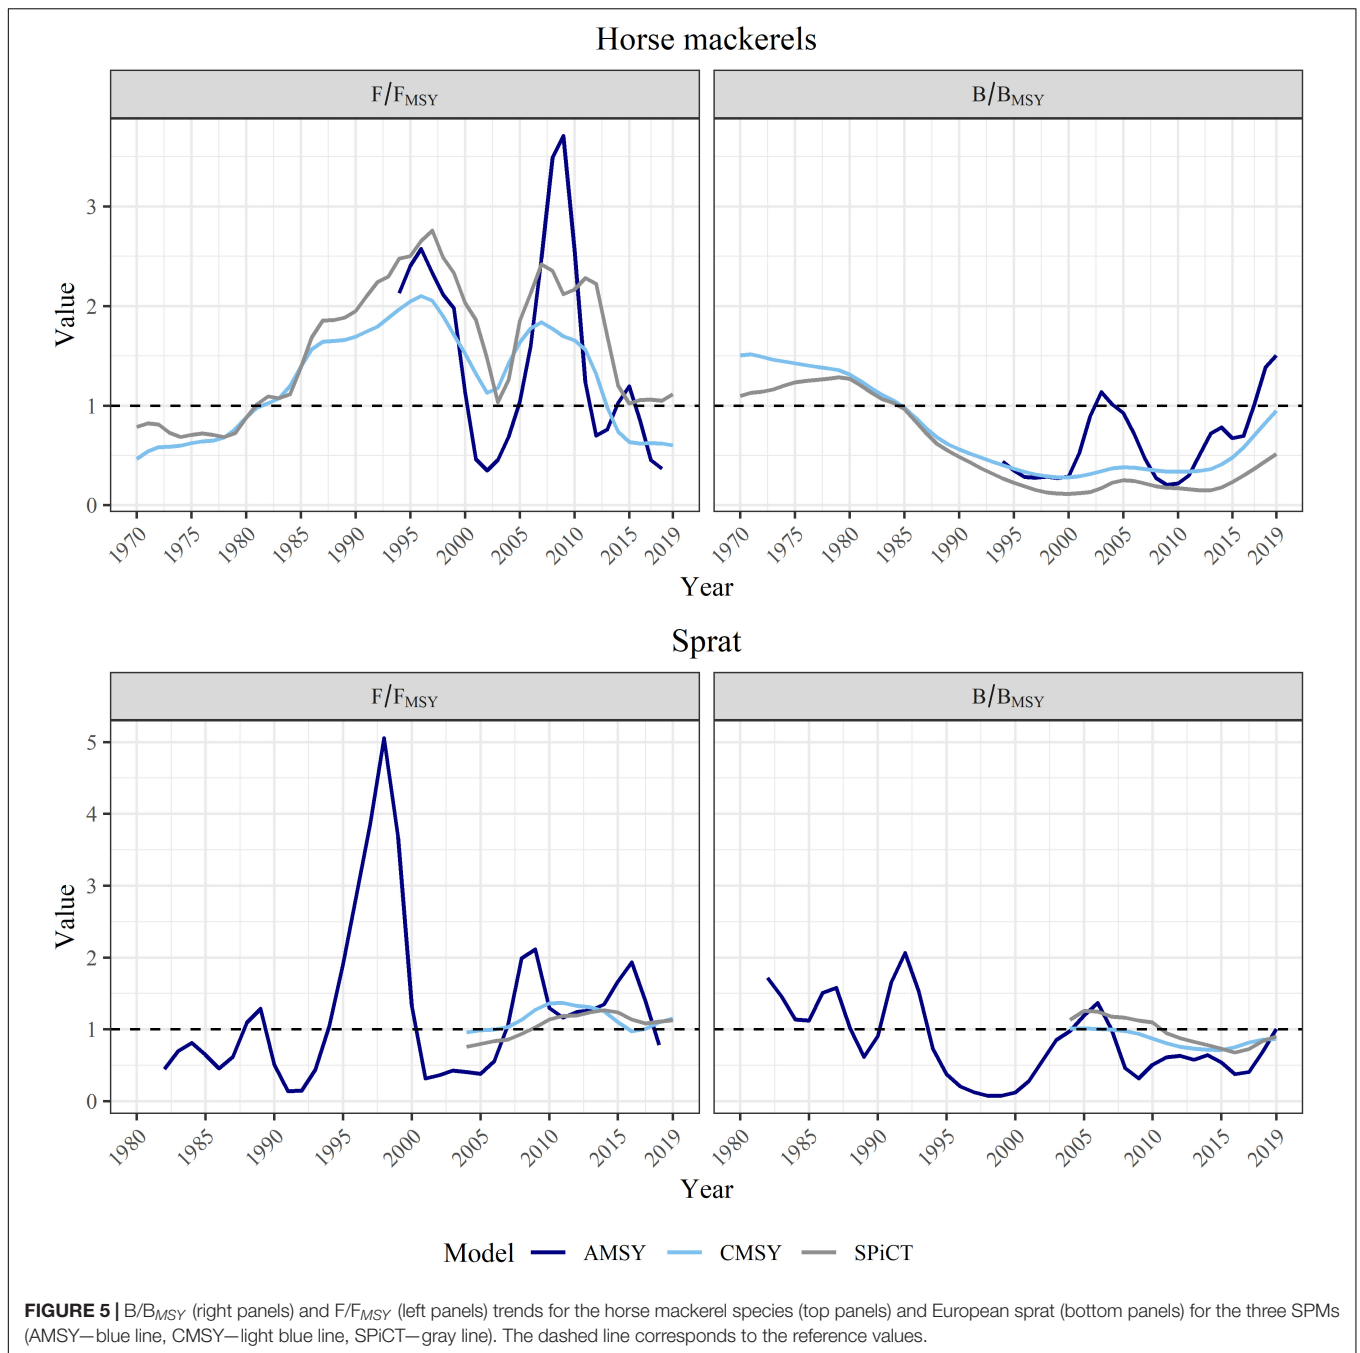 Horse mackerels
F/FMSY B/BMSY
Value
3
2
1
0
1970 1975 1980 1985 1990 1995 2000 2005 2010 2015 2019 1970 1975 1980 1985 1990 1995 2000 2005 2010 2015 2019
Year
Sprat
F/FMSY B/BMSY
Value
5
4
3
2
1
0
1980 1985 1990 1995 2000 2005 2010 2015 2019 1980 1985 1990 1995 2000 2005 2010 2015 2019
Year
Model AMSY CMSY SPiCT
FIGURE 5 | B/BMSY (right panels) and F/FMSY (left panels) trends for the horse mackerel species (top panels) and European sprat (bottom panels) for the three SPMs
(AMSY—blue line, CMSY—light blue line, SPiCT—gray line). The dashed line corresponds to the reference values.